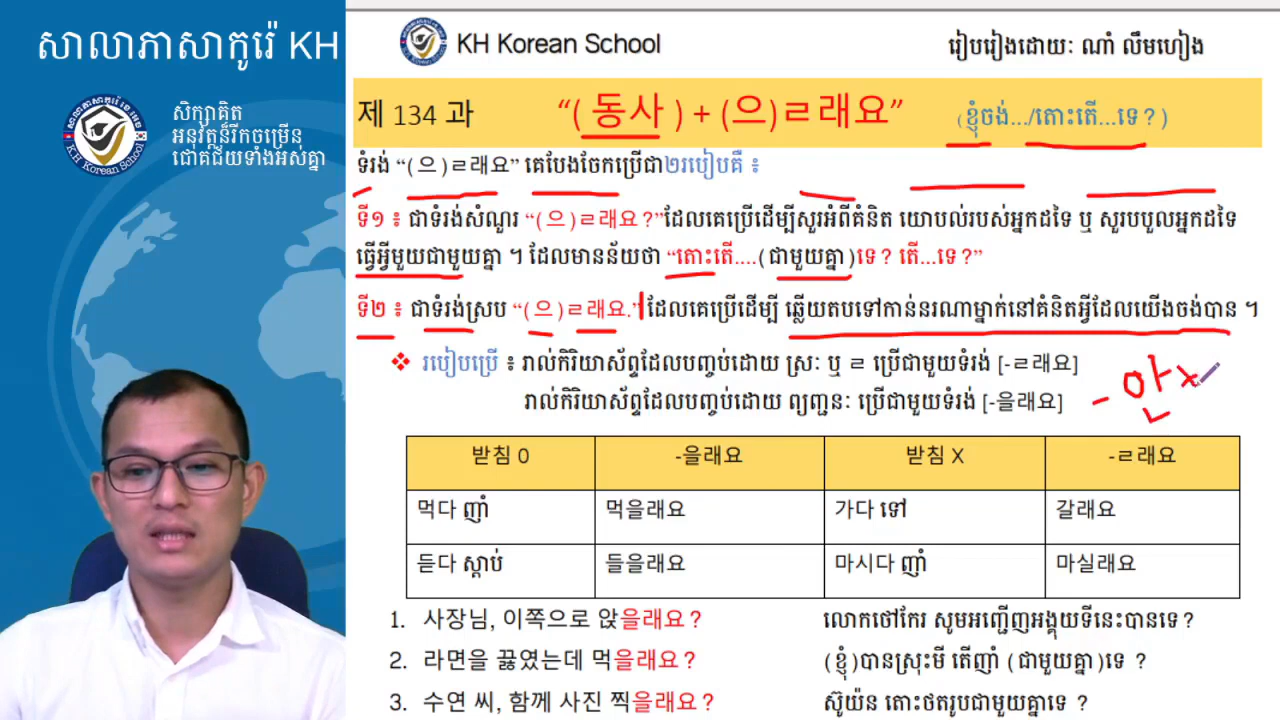 សាលាភាសាកូរ៉េ KH
សិក្សាគិត
អនុវត្តន៍រីកចម្រើន
ជោគជ័យទាំងអស់គ្នា
KH Korean School
រៀបរៀងដោយៈ ណាំ លឹមហៀង
제 134 과 “( 동사 ) + (으)ㄹ래요” (ខ្ញុំចង់.../តោះតើ...ទេ?)
ទំរង់ “(으)ㄹ래요” គេបែងចែកប្រើជា២របៀបគឺ ៖
ទី១ ៖ ជាទំរង់សំណួរ “(으)ㄹ래요?”ដែលគេប្រើដើម្បីសួរអំពីគំនិត យោបល់របស់អ្នកដទៃ ឬ សួរបបួលអ្នកដទៃ
ធ្វើអ្វីមួយជាមួយគ្នា ។ ដែលមានន័យថា “តោះតើ....(ជាមួយគ្នា)ទេ? តើ...ទេ?”
ទី២ ៖ ជាទំរង់ស្រប “(으)ㄹ래요.” ដែលគេប្រើដើម្បី ឆ្លើយតបទៅកាន់នរណាម្នាក់នៅគំនិតអ្វីដែលយើងចង់បាន ។
❖ របៀបប្រើ ៖ រាល់កិរិយាស័ព្ទដែលបញ្ចប់ដោយ ស្រៈ ឬ ㄹ ប្រើជាមួយទំរង់ [-ㄹ래요]
រាល់កិរិយាស័ព្ទដែលបញ្ចប់ដោយ ព្យញ្ជនៈ ប្រើជាមួយទំរង់ [-을래요]
- 안
받침 0 -을래요 받침 X -ㄹ래요
먹다 ញ៉ាំ 먹을래요 가다 ទៅ 갈래요
듣다 ស្តាប់ 들을래요 마시다 ញ៉ាំ 마실래요
1. 사장님, 이쪽으로 앉을래요? លោកថៅកែរ សូមអញ្ជើញអង្គុយទីនេះបានទេ ?
2. 라면을 끓였는데 먹을래요? (ខ្ញុំ)បានស្រុះមី តើញ៉ាំ (ជាមួយគ្នា)ទេ ?
3. 수연 씨, 함께 사진 찍을래요? ស៊ូយ៉ន តោះថតរូបជាមួយគ្នាទេ ?